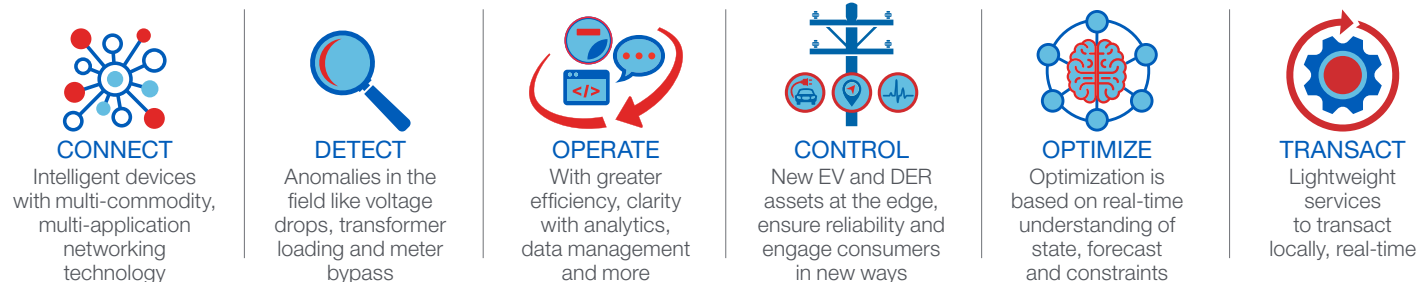 </>
CONNECT
Intelligent devices
with multi-commodity,
multi-application
networking
technology
DETECT
Anomalies in the
field like voltage
drops, transformer
loading and meter
bypass
OPERATE
With greater
efficiency, clarity
with analytics,
data management
and more
CONTROL
New EV and DER
assets at the edge,
ensure reliability and
engage consumers
in new ways
OPTIMIZE
Optimization is
based on real-time
understanding of
state, forecast
and constraints
TRANSACT
Lightweight
services
to transact
locally, real-time